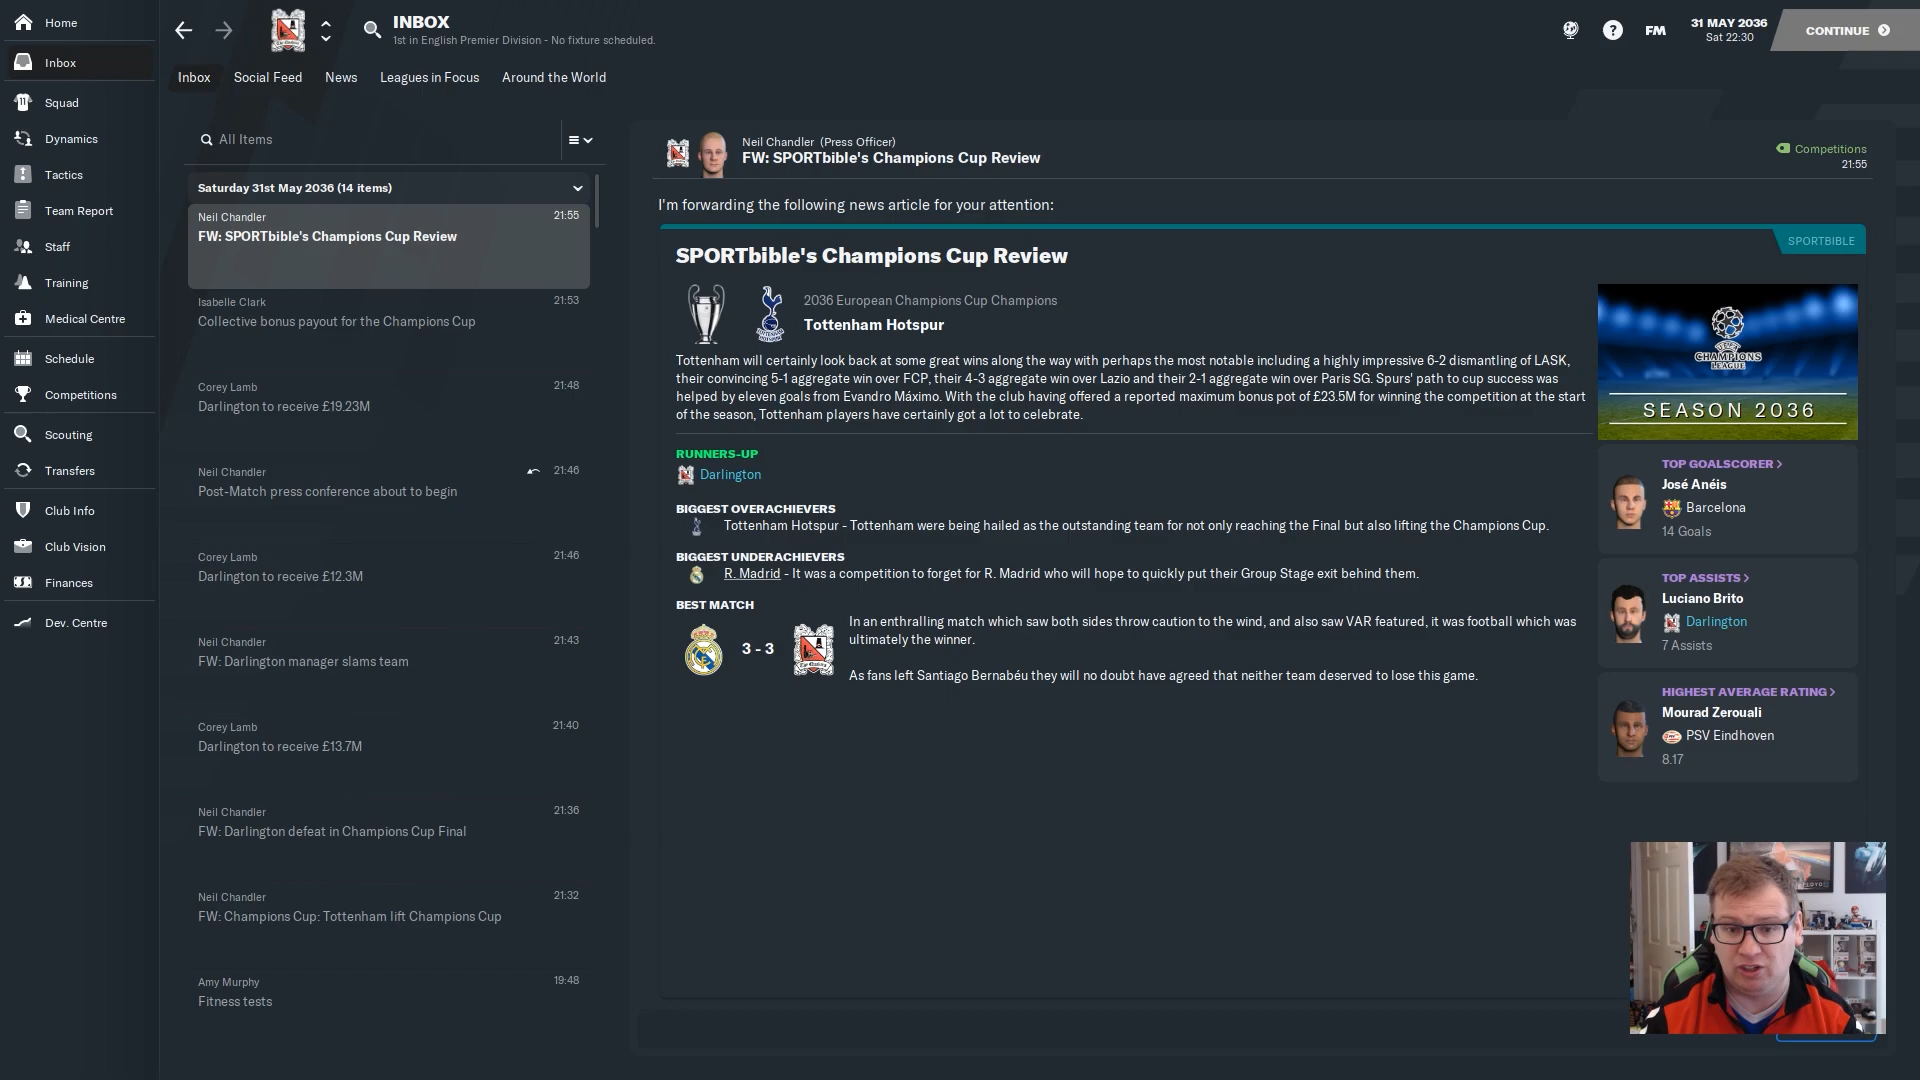 Home
Inbox
Squad
Dynamics
Tactics
Team Report
Staff
Training
Medical Centre
Schedule
Competitions
Scouting
Transfers
Club Info
Club Vision
Finances
Dev. Centre
INBOX
1st in English Premier Division - No fixture scheduled.
FM
31 MAY 2036
Sat 22:30
CONTINUE
Inbox
Social Feed
News
Leagues in Focus
Around the World
All Items
Saturday 31st May 2036 (14 items)
Neil Chandler
21:55
FW: SPORTbible's Champions Cup Review
Isabelle Clark
21:53
Collective bonus payout for the Champions Cup
Corey Lamb
21:48
Darlington to receive £19.23M
Neil Chandler
21:46
Post-Match press conference about to begin
Corey Lamb
21:46
Darlington to receive £12.3M
Neil Chandler
21:43
FW: Darlington manager slams team
Corey Lamb
21:40
Darlington to receive £13.7M
Neil Chandler
21:36
FW: Darlington defeat in Champions Cup Final
Neil Chandler
21:32
FW: Champions Cup: Tottenham lift Champions Cup
Amy Murphy
19:48
Fitness tests
Neil Chandler (Press Officer)
FW: SPORTbible's Champions Cup Review
Competitions
21:55
I'm forwarding the following news article for your attention:
SPORTBIBLE
SPORTbible's Champions Cup Review
2036 European Champions Cup Champions
Tottenham Hotspur
Tottenham will certainly look back at some great wins along the way with perhaps the most notable including a highly impressive 6-2 dismantling of LASK,
their convincing 5-1 aggregate win over FCP, their 4-3 aggregate win over Lazio and their 2-1 aggregate win over Paris SG. Spurs' path to cup success was
helped by eleven goals from Evandro Máximo. With the club having offered a reported maximum bonus pot of £23.5M for winning the competition at the start
of the season, Tottenham players have certainly got a lot to celebrate.
RUNNERS-UP
Darlington
BIGGEST OVERACHIEVERS
Tottenham Hotspur - Tottenham were being hailed as the outstanding team for not only reaching the Final but also lifting the Champions Cup.
BIGGEST UNDERACHIEVERS
R. Madrid - It was a competition to forget for R. Madrid who will hope to quickly put their Group Stage exit behind them.
BEST MATCH
3 - 3
In an enthralling match which saw both sides throw caution to the wind, and also saw VAR featured, it was football which was
ultimately the winner.
As fans left Santiago Bernabéu they will no doubt have agreed that neither team deserved to lose this game.
UEFA
CHAMPIONS
LEAGUE
SEASON 2036
TOP GOALSCORER
José Anéis
Barcelona
14 Goals
TOP ASSISTS
Luciano Brito
Darlington
7 Assists
HIGHEST AVERAGE RATING
Mourad Zerouali
PSV Eindhoven
8.17